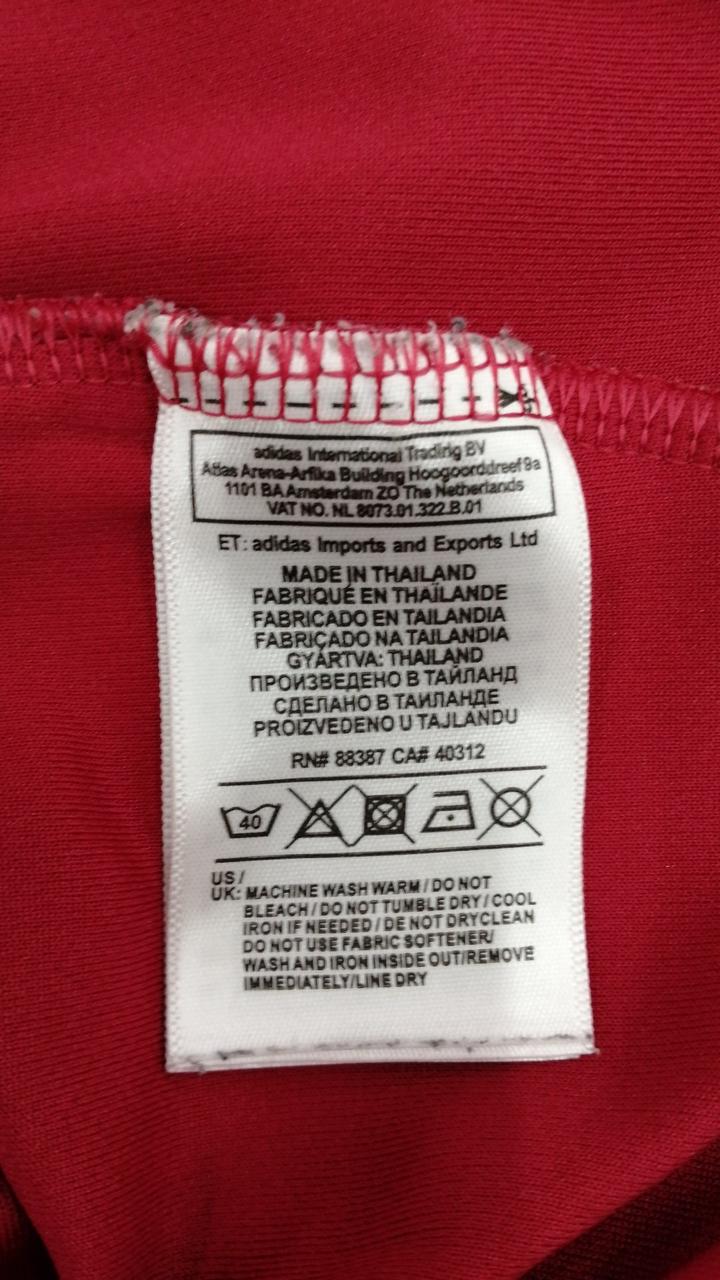 adidas International Trading BV
Atlas Arena-Arfika Building Hoogoorddreef 9a
1101 BA Amsterdam ZO The Netherlands
VAT NO. NL 8073.01.322.B.01
ET: adidas Imports and Exports Ltd
MADE IN THAILAND
FABRIQUÉ EN THAÏLANDE
FABRICADO EN TAILANDIA
FABRICADO NA TAILANDIA
GYÁRTVA: THAILAND
ПРОИЗВЕДЕНО В ТАЙЛАНД
СДЕЛАНО В ТАИЛАНДЕ
PROIZVEDENO U TAJLANDU
RN# 88387 CA# 40312
40
US /
UK: MACHINE WASH WARM / DO NOT
BLEACH / DO NOT TUMBLE DRY / COOL
IRON IF NEEDED / DE NOT DRYCLEAN
DO NOT USE FABRIC SOFTENER/
WASH AND IRON INSIDE OUT/REMOVE
IMMEDIATELY/LINE DRY